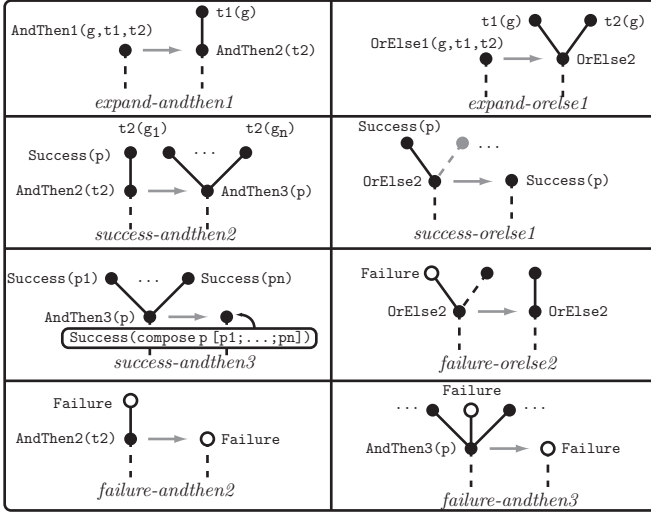 t1(g)
AndThen1(g,t1,t2)
AndThen2(t2)
expand-andthen1
t1(g) t2(g)
OrElse1(g,t1,t2)
OrElse2
expand-orelse1
t2(g1) t2(gn)
Success(p) ...
AndThen2(t2) AndThen3(p)
success-andthen2
Success(p)
...
OrElse2 Success(p)
success-orelse1
Success(p1) ... Success(pn)
AndThen3(p)
Success(compose p [p1;...;pn])
success-andthen3
Failure
OrElse2 OrElse2
failure-orelse2
Failure
AndThen2(t2) Failure
failure-andthen2
Failure
... ...
AndThen3(p) Failure
failure-andthen3